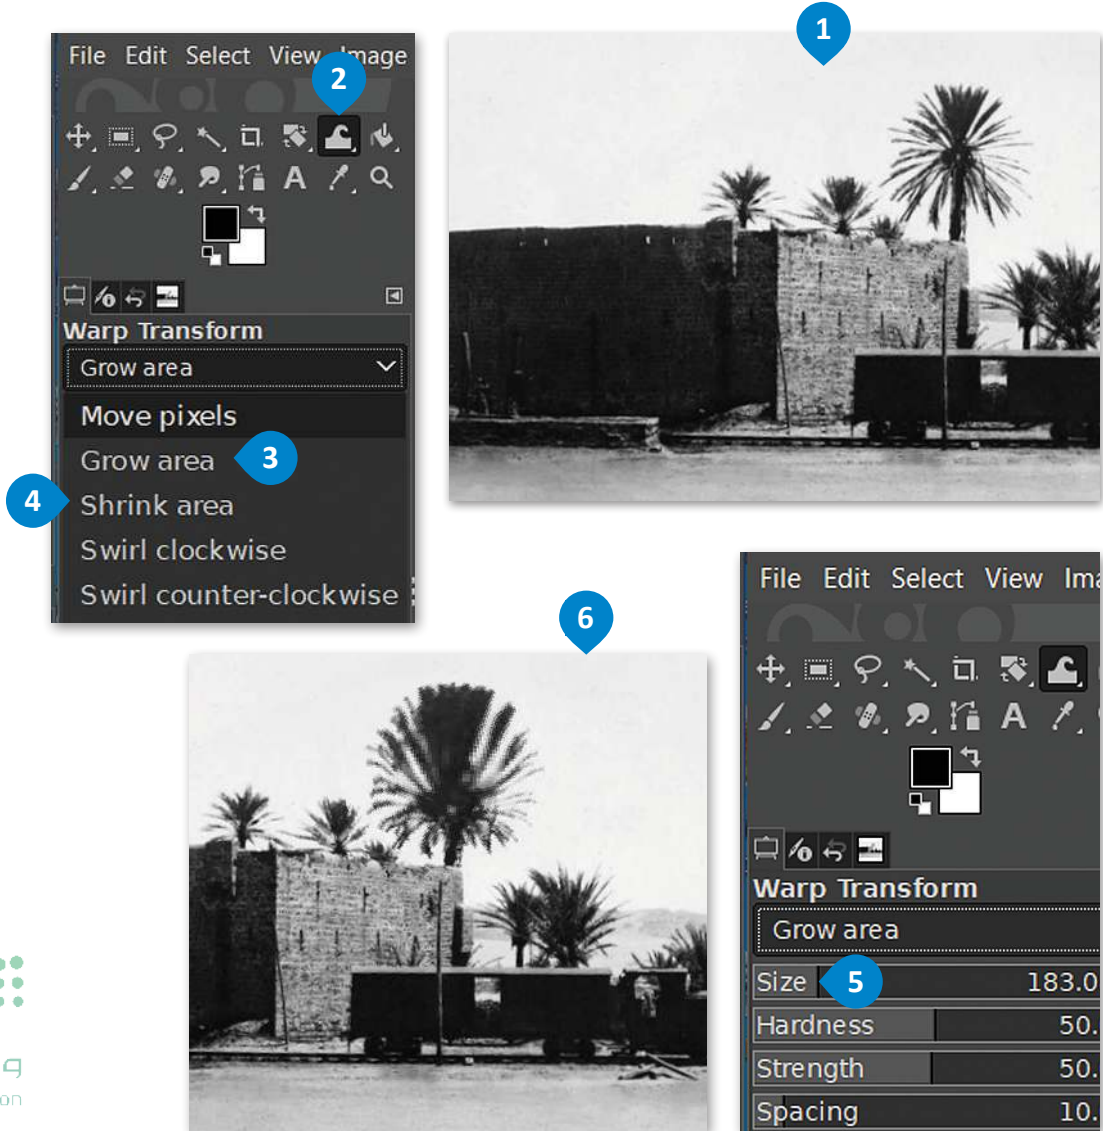 1
File Edit Select View Image
2
Warp Transform
Grow area
Move pixels
Grow area
3
4
Shrink area
Swirl clockwise
Swirl counter-clockwise
6
File Edit Select View Ima
Warp Transform
Grow area
Size 5 183.0
Hardness 50.
Strength 50.
Spacing 10.
on